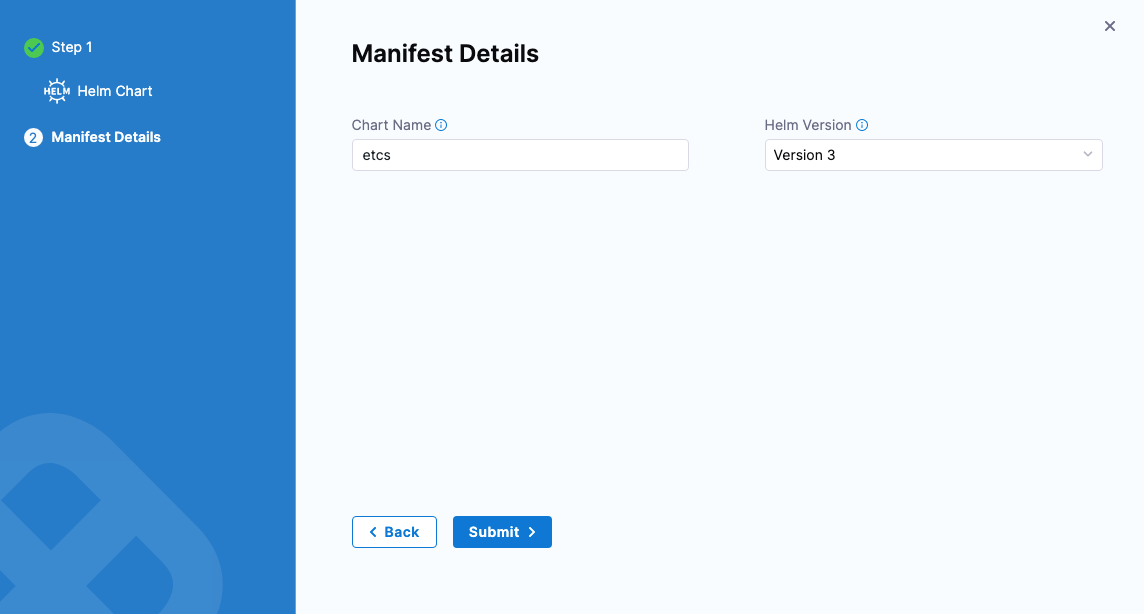 Step 1
HELM Helm Chart
2 Manifest Details
Manifest Details
Chart Name
Helm Version
etcs
Version 3
Back
Submit